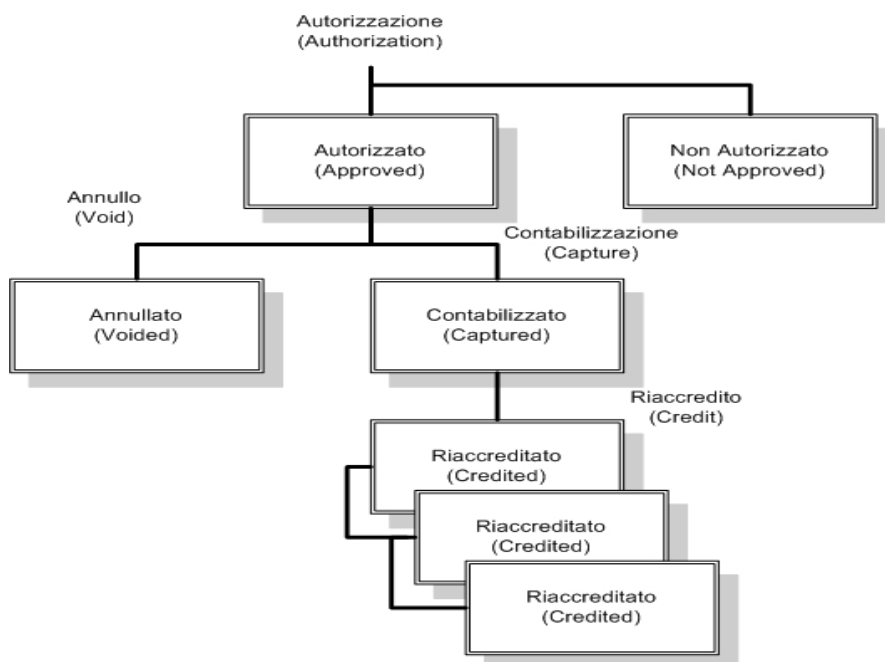 Autorizzazione
(Authorization)
Autorizzato
(Approved)
Non Autorizzato
(Not Approved)
Annullo
(Void)
Contabilizzazione
(Capture)
Annullato
(Voided)
Contabilizzato
(Captured)
Riaccredito
(Credit)
Riaccreditato
(Credited)
Riaccreditato
(Credited)
Riaccreditato
(Credited)